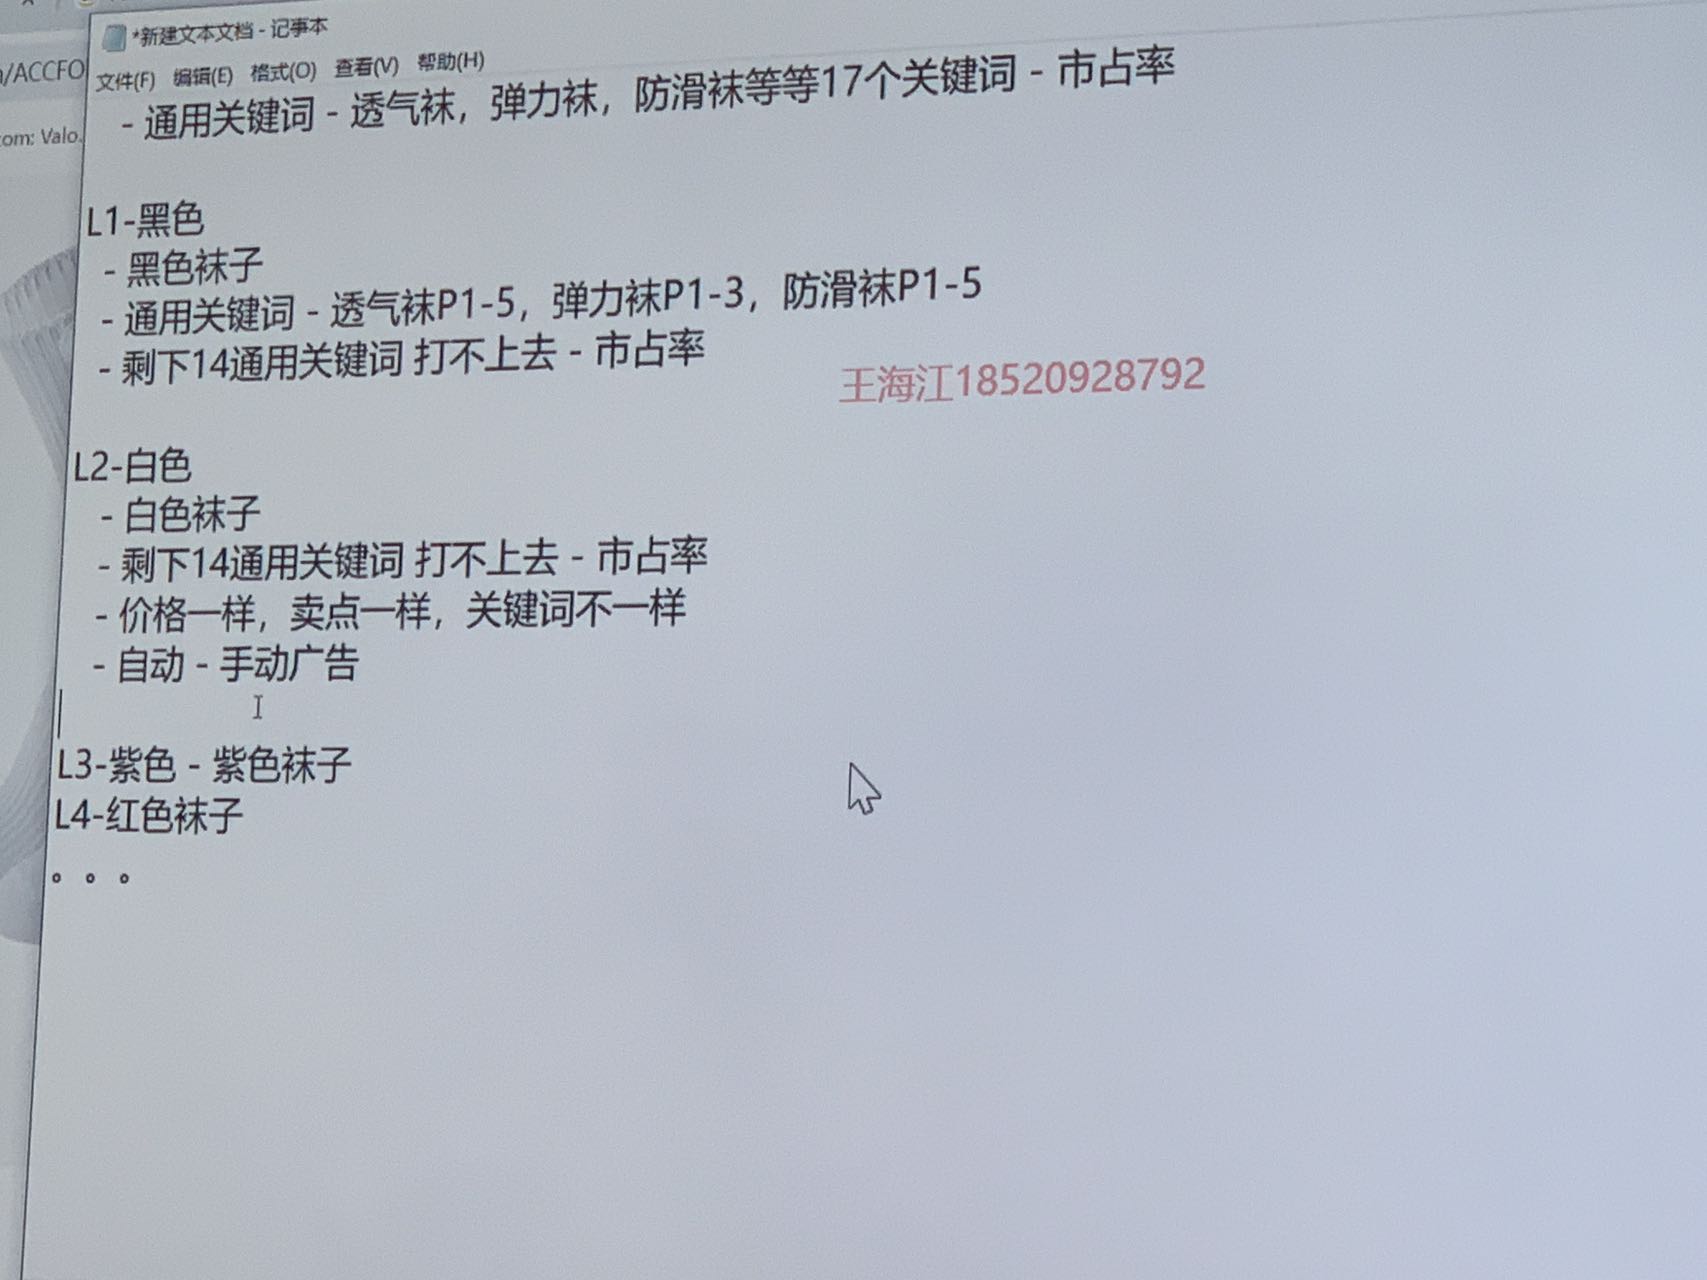 *新建文本文档 - 记事本
文件(F) 编辑(E) 格式(O) 查看(V) 帮助(H)
/ACCFO
com: Valo.
- 通用关键词 - 透气袜，弹力袜，防滑袜等等17个关键词 - 市占率
L1-黑色
- 黑色袜子
- 通用关键词 - 透气袜P1-5，弹力袜P1-3，防滑袜P1-5
- 剩下14通用关键词 打不上去 - 市占率
王海江18520928792
L2-白色
- 白色袜子
- 剩下14通用关键词 打不上去 - 市占率
- 价格一样，卖点一样，关键词不一样
- 自动 - 手动广告
L3-紫色 - 紫色袜子
L4-红色袜子
。。。